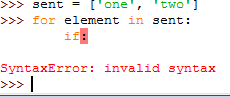 >>> sent = ['one', 'two']
>>> for element in sent:
        if:

SyntaxError: invalid syntax
>>>